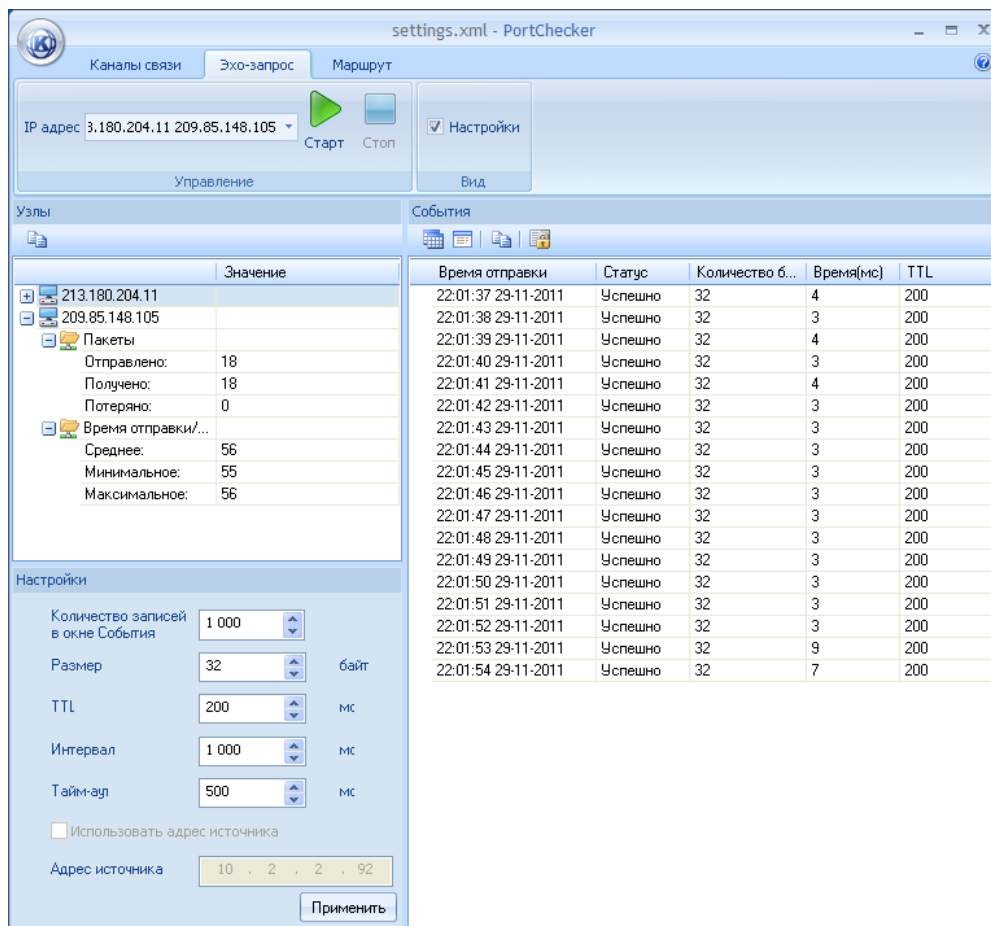 settings.xml - PortChecker
Каналы связи Эхо-запрос Маршрут
IP адрес 3.180.204.11 209.85.148.105 Старт Стоп Настройки
Управление Вид
Узлы
Значение
213.180.204.11
209.85.148.105
Пакеты
Отправлено: 18
Получено: 18
Потеряно: 0
Время отправки/...
Среднее: 56
Минимальное: 55
Максимальное: 56
Настройки
Количество записей
в окне События 1 000
Размер 32 байт
TTL 200 мс
Интервал 1 000 мс
Тайм-аут 500 мс
Использовать адрес источника
Адрес источника 10 . 2 . 2 . 92
Применить
События
Время отправки Статус Количество б... Время(мс) TTL
22:01:37 29-11-2011 Успешно 32 4 200
22:01:38 29-11-2011 Успешно 32 3 200
22:01:39 29-11-2011 Успешно 32 4 200
22:01:40 29-11-2011 Успешно 32 3 200
22:01:41 29-11-2011 Успешно 32 4 200
22:01:42 29-11-2011 Успешно 32 3 200
22:01:43 29-11-2011 Успешно 32 3 200
22:01:44 29-11-2011 Успешно 32 3 200
22:01:45 29-11-2011 Успешно 32 3 200
22:01:46 29-11-2011 Успешно 32 3 200
22:01:47 29-11-2011 Успешно 32 3 200
22:01:48 29-11-2011 Успешно 32 3 200
22:01:49 29-11-2011 Успешно 32 3 200
22:01:50 29-11-2011 Успешно 32 3 200
22:01:51 29-11-2011 Успешно 32 3 200
22:01:52 29-11-2011 Успешно 32 3 200
22:01:53 29-11-2011 Успешно 32 9 200
22:01:54 29-11-2011 Успешно 32 7 200